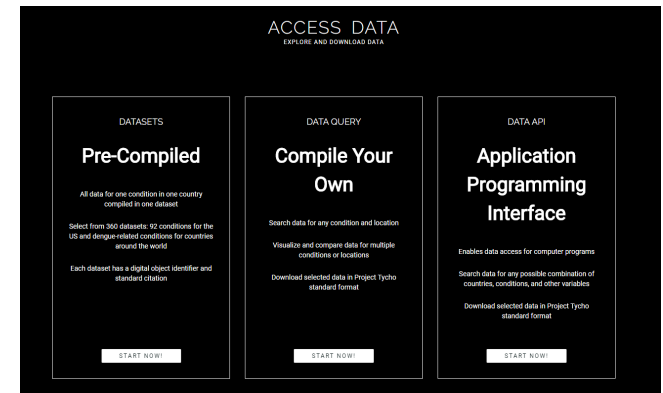 ACCESS DATA
EXPLORE AND DOWNLOAD DATA
DATASETS
Pre-Compiled
All data for one condition in one country
compiled in one dataset
Select from 360 datasets: 92 conditions for the
US and dengue-related conditions for countries
around the world
Each dataset has a digital object identifier and
standard citation
START NOW!
DATA QUERY
Compile Your
Own
Search data for any condition and location
Visualize and compare data for multiple
conditions or locations
Download selected data in Project Tycho
standard format
START NOW!
DATA API
Application
Programming
Interface
Enables data access for computer programs
Search data for any possible combination of
countries, conditions, and other variables
Download selected data in Project Tycho
standard format
START NOW!